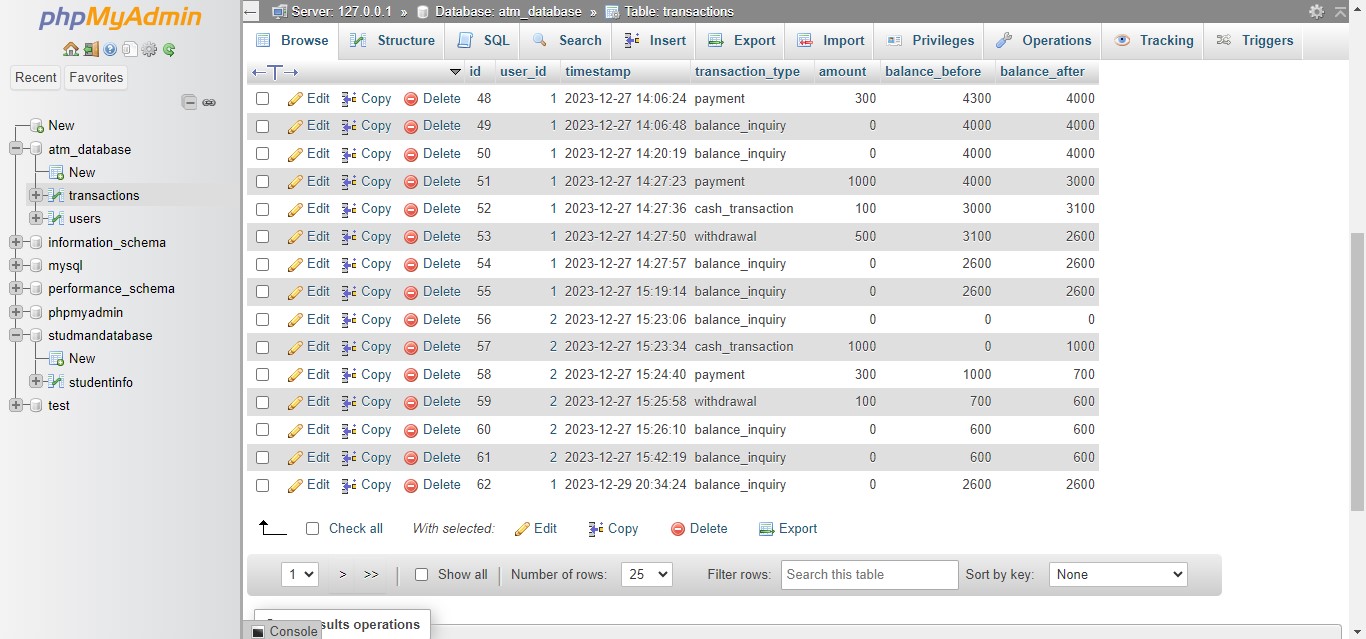 phpMyAdmin
Recent Favorites
New
atm_database
New
transactions
users
information_schema
mysql
performance_schema
phpmyadmin
studmandatabase
New
studentinfo
test
Server: 127.0.0.1 » Database: atm_database » Table: transactions
Browse Structure SQL Search Insert Export Import Privileges Operations Tracking Triggers
←T→ id user_id timestamp transaction_type amount balance_before balance_after
Edit Copy Delete 48 1 2023-12-27 14:06:24 payment 300 4300 4000
Edit Copy Delete 49 1 2023-12-27 14:06:48 balance_inquiry 0 4000 4000
Edit Copy Delete 50 1 2023-12-27 14:20:19 balance_inquiry 0 4000 4000
Edit Copy Delete 51 1 2023-12-27 14:27:23 payment 1000 4000 3000
Edit Copy Delete 52 1 2023-12-27 14:27:36 cash_transaction 100 3000 3100
Edit Copy Delete 53 1 2023-12-27 14:27:50 withdrawal 500 3100 2600
Edit Copy Delete 54 1 2023-12-27 14:27:57 balance_inquiry 0 2600 2600
Edit Copy Delete 55 1 2023-12-27 15:19:14 balance_inquiry 0 2600 2600
Edit Copy Delete 56 2 2023-12-27 15:23:06 balance_inquiry 0 0 0
Edit Copy Delete 57 2 2023-12-27 15:23:34 cash_transaction 1000 0 1000
Edit Copy Delete 58 2 2023-12-27 15:24:40 payment 300 1000 700
Edit Copy Delete 59 2 2023-12-27 15:25:58 withdrawal 100 700 600
Edit Copy Delete 60 2 2023-12-27 15:26:10 balance_inquiry 0 600 600
Edit Copy Delete 61 2 2023-12-27 15:42:19 balance_inquiry 0 600 600
Edit Copy Delete 62 1 2023-12-29 20:34:24 balance_inquiry 0 2600 2600
Check all With selected: Edit Copy Delete Export
1 > >> Show all Number of rows: 25 Filter rows: Search this table Sort by key: None
operations
Console